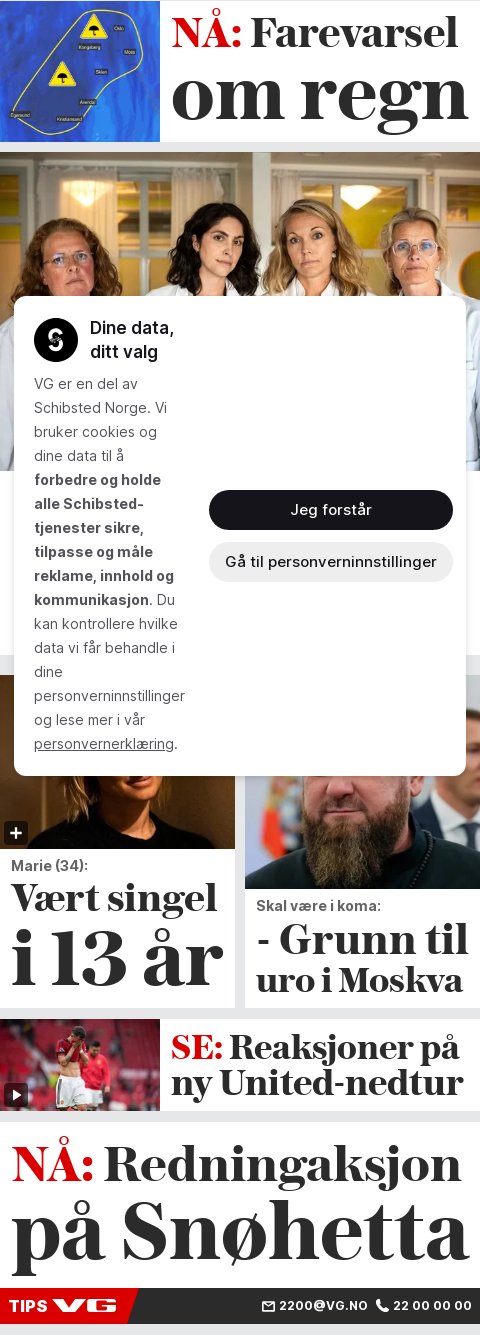 NÅ: Farevarsel
om regn
Oslo
Kongsberg
Moss
Skien
Arendal
Egersund
Kristiansand
Dine data,
ditt valg
VG er en del av
Schibsted Norge. Vi
bruker cookies og
dine data til å
forbedre og holde
alle Schibsted-
tjenester sikre,
tilpasse og måle
reklame, innhold og
kommunikasjon. Du
kan kontrollere hvilke
data vi får behandle i
dine
personverninnstillinger
og lese mer i vår
personvernerklæring.
Jeg forstår
Gå til personverninnstillinger
Marie (34):
Vært singel
i 13 år
Skal være i koma:
- Grunn til
uro i Moskva
SE: Reaksjoner på
ny United-nedtur
NÅ: Redningaksjon
på Snøhetta
TIPS VG
2200@VG.NO
22 00 00 00